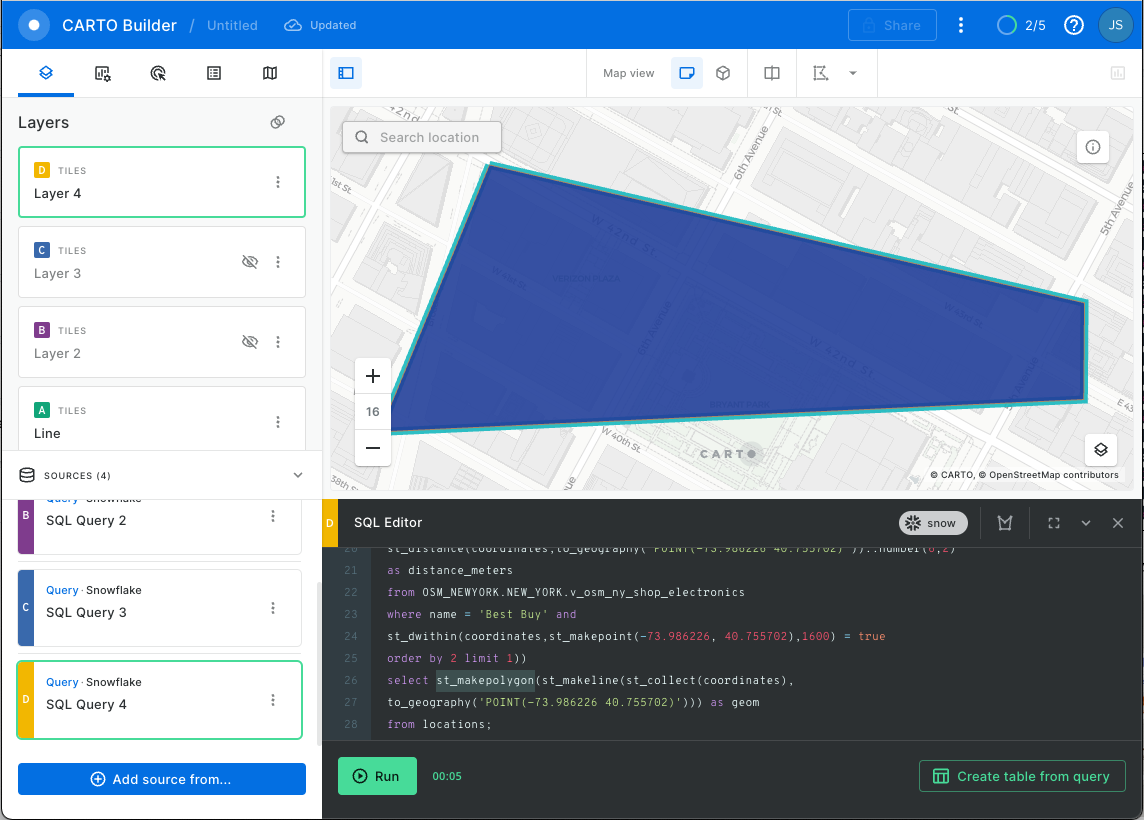 CARTO Builder / Untitled Updated Share 2/5 JS
Map view
Layers
Search location
D TILES
Layer 4
C TILES
Layer 3
B TILES
Layer 2
A TILES
Line
SOURCES (4)
42nd
1st St.
6th Avenue
5th Avenue
W 42nd St
6th Avenue
W 42nd St.
BRYANT PARK
W 40th St.
38th St.
E 43
16
CARTO
© CARTO, © OpenStreetMap contributors
Query · Snowflake
B SQL Query 2
Query · Snowflake
C SQL Query 3
Query · Snowflake
D SQL Query 4
Add source from...
D SQL Editor snow
20 st_distance(coordinates,to_geography('POINT(-73.986226 40.755702)'))::number(6,2)
21 as distance_meters
22 from OSM_NEWYORK.NEW_YORK.v_osm_ny_shop_electronics
23 where name = 'Best Buy' and
24 st_dwithin(coordinates,st_makepoint(-73.986226, 40.755702),1600) = true
25 order by 2 limit 1))
26 select st_makepolygon(st_makeline(st_collect(coordinates),
27 to_geography('POINT(-73.986226 40.755702)'))) as geom
28 from locations;
Run 00:05
Create table from query